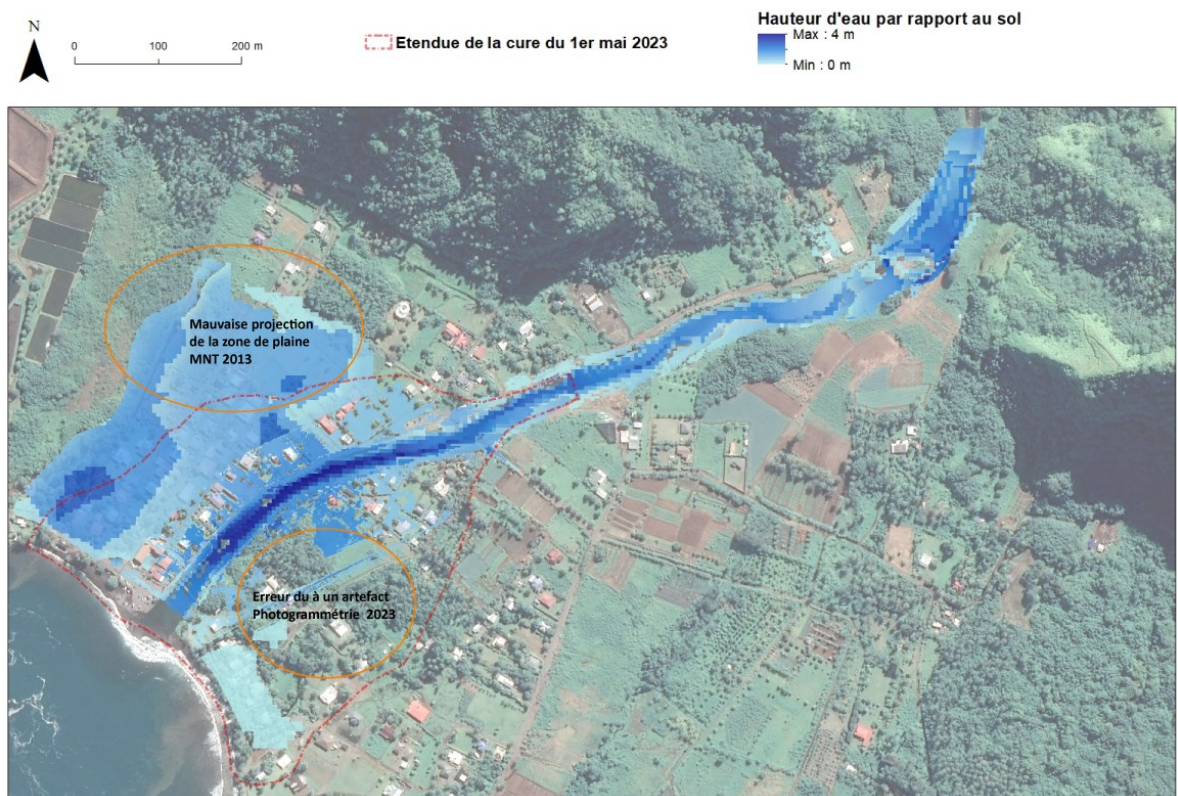 N
0 100 200 m
Etendue de la cure du 1er mai 2023
Hauteur d'eau par rapport au sol
Max : 4 m
Min : 0 m
Mauvaise projection
de la zone de plaine
MNT 2013
Erreur du à un artefact
Photogrammétrie 2023